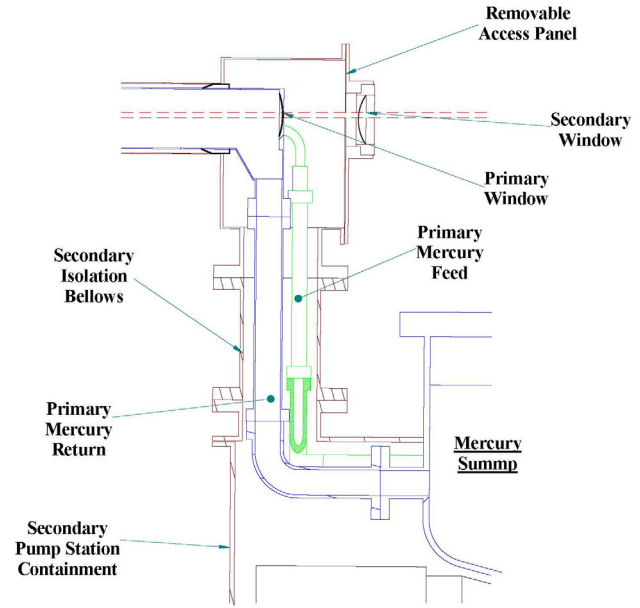 Removable
Access Panel
Secondary
Window
Primary
Window
Primary
Mercury
Feed
Secondary
Isolation
Bellows
Primary
Mercury
Return
Mercury
Summp
Secondary
Pump Station
Containment